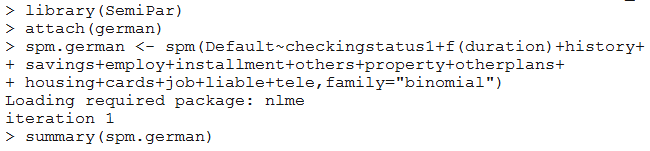 > library(SemiPar)
> attach(german)
> spm.german <- spm(Default~checkingstatus1+f(duration)+history+
+ savings+employ+installment+others+property+otherplans+
+ housing+cards+job+liable+tele,family="binomial")
Loading required package: nlme
iteration 1
> summary(spm.german)